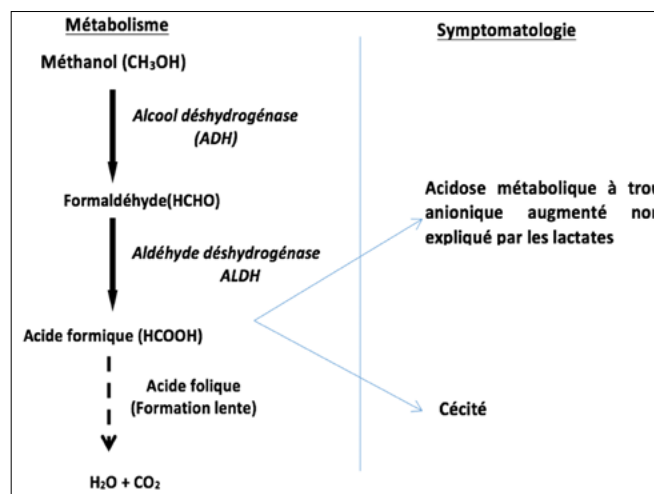 Métabolisme
Méthanol (CH₃OH)
Alcool déshydrogénase
(ADH)
Formaldéhyde(HCHO)
Aldéhyde déshydrogénase
ALDH
Acide formique (HCOOH)
Acide folique
(Formation lente)
H₂O + CO₂
Symptomatologie
Acidose métabolique à trou
anionique augmenté non
expliqué par les lactates
Cécité